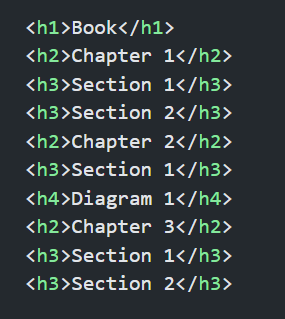 <h1>Book</h1>
<h2>Chapter 1</h2>
<h3>Section 1</h3>
<h3>Section 2</h3>
<h2>Chapter 2</h2>
<h3>Section 1</h3>
<h4>Diagram 1</h4>
<h2>Chapter 3</h2>
<h3>Section 1</h3>
<h3>Section 2</h3>